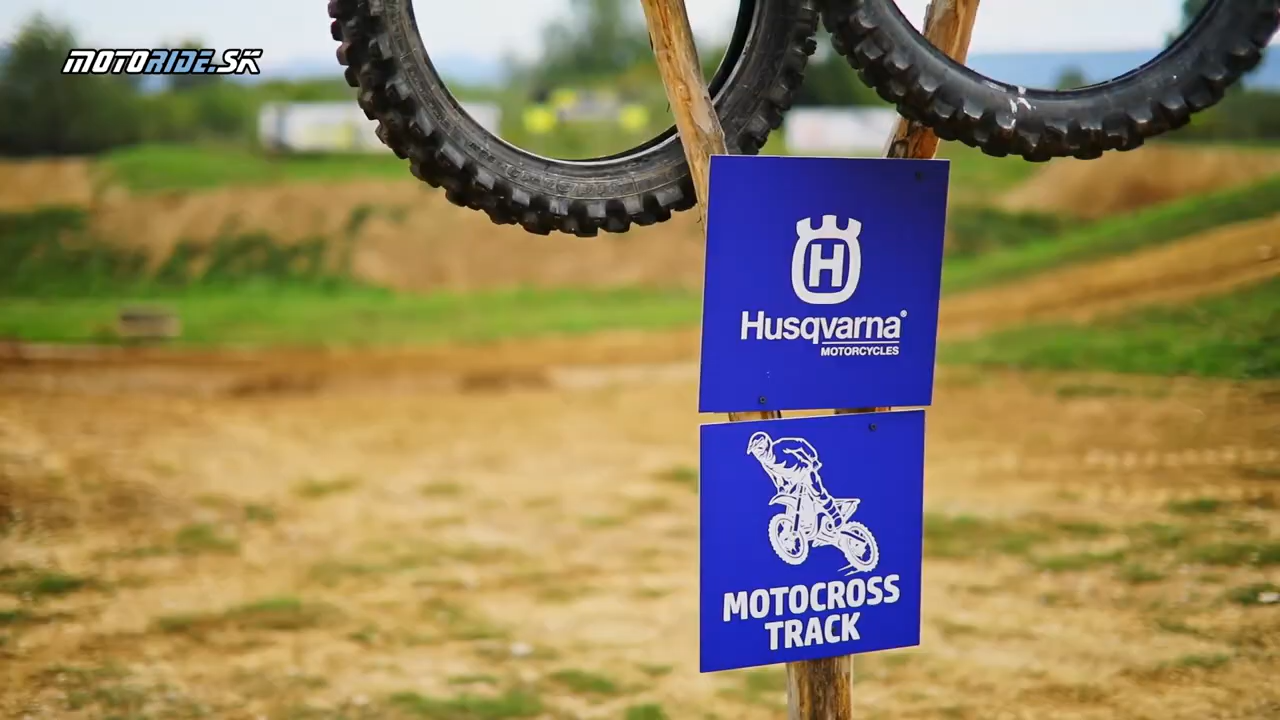 MOTORIDE.SK
H
Husqvarna®
MOTORCYCLES
MOTOCROSS
TRACK